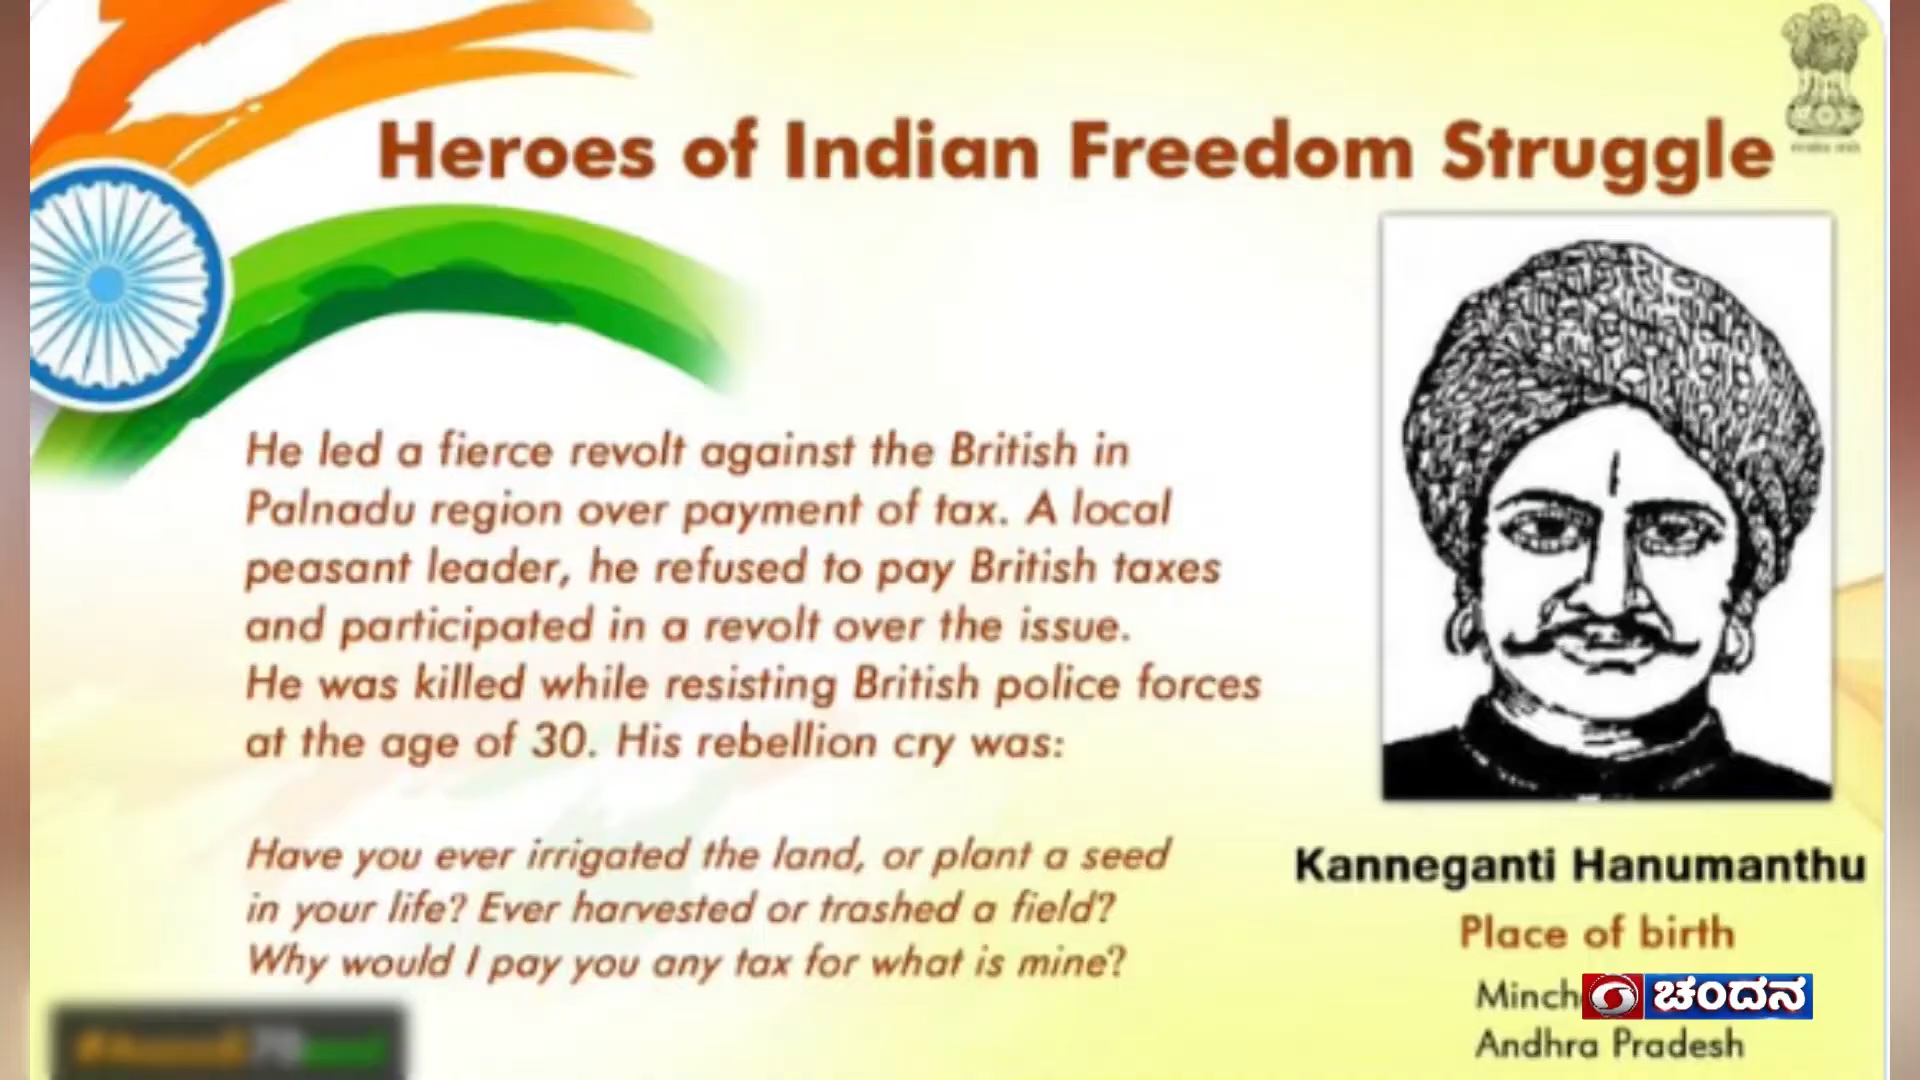 Heroes of Indian Freedom Struggle
He led a fierce revolt against the British in
Palnadu region over payment of tax. A local
peasant leader, he refused to pay British taxes
and participated in a revolt over the issue.
He was killed while resisting British police forces
at the age of 30. His rebellion cry was:
Have you ever irrigated the land, or plant a seed
in your life? Ever harvested or trashed a field?
Why would I pay you any tax for what is mine?
Kanneganti Hanumanthu
Place of birth
ಚಂದನ
Andhra Pradesh